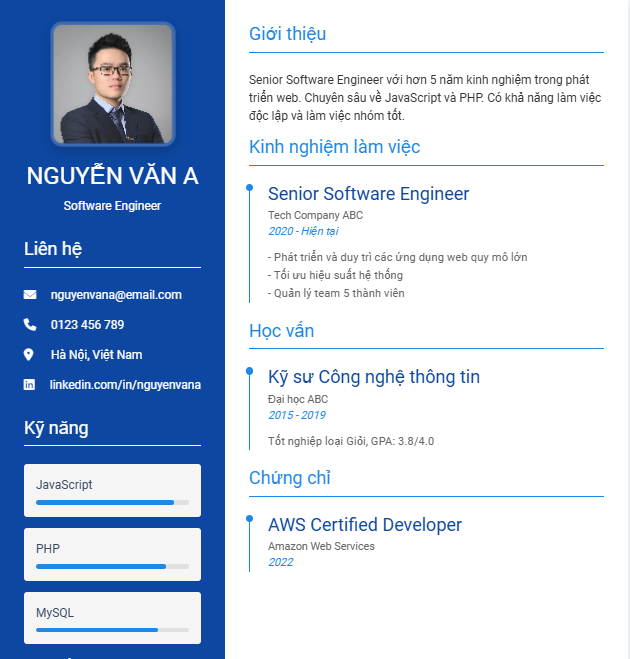 NGUYỄN VĂN A
Software Engineer
Liên hệ
nguyenvana@email.com
0123 456 789
Hà Nội, Việt Nam
linkedin.com/in/nguyenvana
Kỹ năng
JavaScript
PHP
MySQL
Giới thiệu
Senior Software Engineer với hơn 5 năm kinh nghiệm trong phát
triển web. Chuyên sâu về JavaScript và PHP. Có khả năng làm việc
độc lập và làm việc nhóm tốt.
Kinh nghiệm làm việc
Senior Software Engineer
Tech Company ABC
2020 - Hiện tại
- Phát triển và duy trì các ứng dụng web quy mô lớn
- Tối ưu hiệu suất hệ thống
- Quản lý team 5 thành viên
Học vấn
Kỹ sư Công nghệ thông tin
Đại học ABC
2015 - 2019
Tốt nghiệp loại Giỏi, GPA: 3.8/4.0
Chứng chỉ
AWS Certified Developer
Amazon Web Services
2022